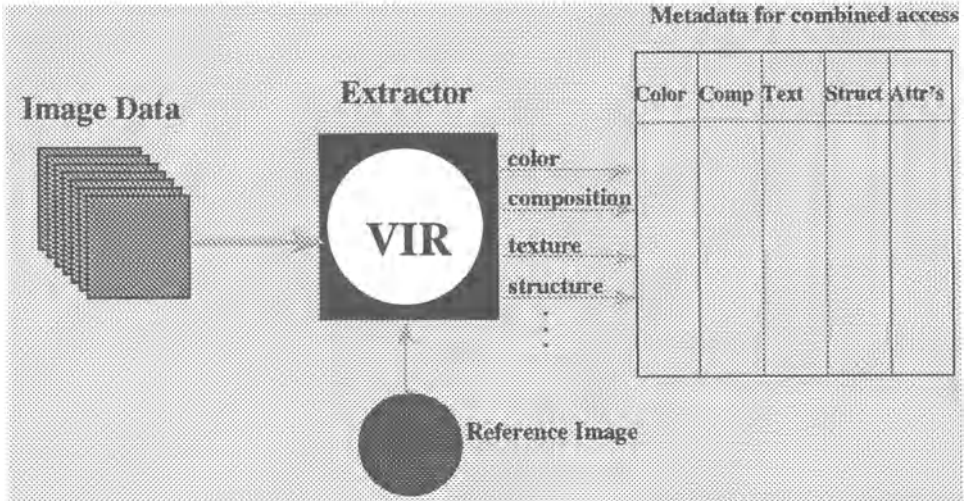 Metadata for combined access
Image Data
Extractor
Color Comp Text Struct Attr's
VIR
color
composition
texture
structure
Reference Image